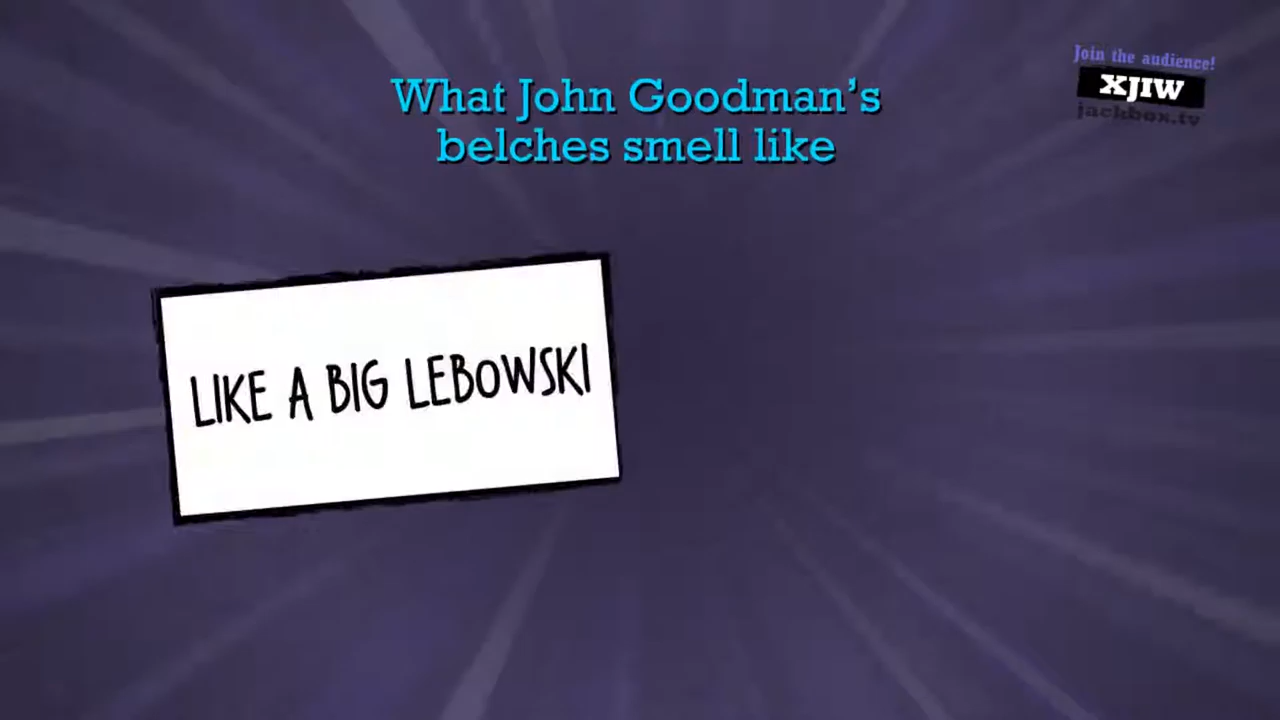 What John Goodman's
belches smell like
Join the audience!
XJIW
jackbox.tv
LIKE A BIG LEBOWSKI